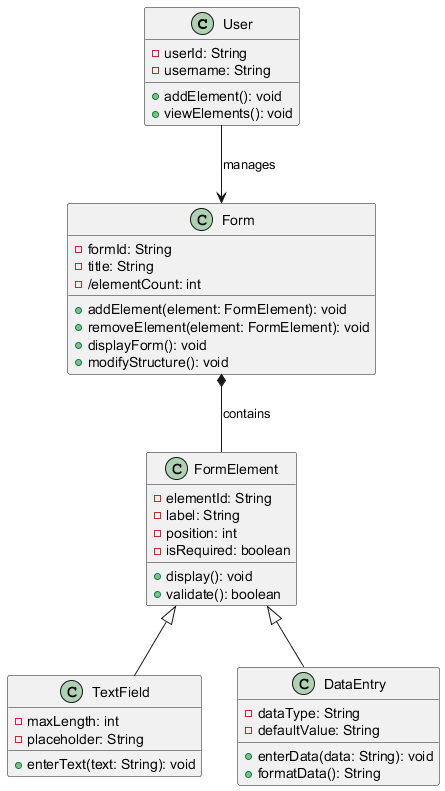 C User
userId: String
username: String
addElement(): void
viewElements(): void
manages
C Form
formId: String
title: String
/elementCount: int
addElement(element: FormElement): void
removeElement(element: FormElement): void
displayForm(): void
modifyStructure(): void
contains
C FormElement
elementId: String
label: String
position: int
isRequired: boolean
display(): void
validate(): boolean
C TextField
maxLength: int
placeholder: String
enterText(text: String): void
C DataEntry
dataType: String
defaultValue: String
enterData(data: String): void
formatData(): String